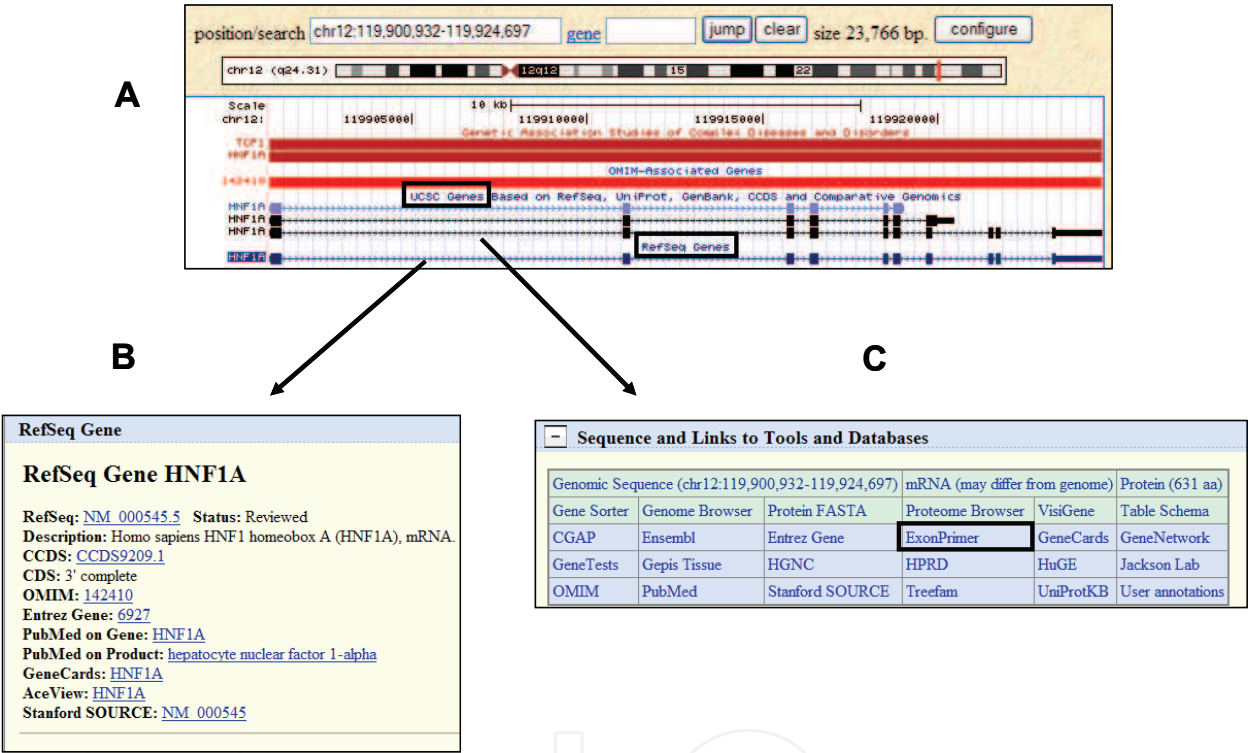 position/search chr12:119,900,932-119,924,697 gene jump clear size 23,766 bp. configure
chr12 (q24.31) 12q12 15 22
A
Scale 10 kb
chr12: 119905000| 119910000| 119915000| 119920000|
Genetic Association Studies of Complex Diseases and Disorders
TCF1
HNF1A
OMIM-Associated Genes
142410
UCSC Genes Based on RefSeq, UniProt, GenBank, CCDS and Comparative Genomics
HNF1A
HNF1A
HNF1A
RefSeq Genes
HNF1A
B
C
RefSeq Gene
RefSeq Gene HNF1A
RefSeq: NM_000545.5 Status: Reviewed
Description: Homo sapiens HNF1 homeobox A (HNF1A), mRNA.
CCDS: CCDS9209.1
CDS: 3' complete
OMIM: 142410
Entrez Gene: 6927
PubMed on Gene: HNF1A
PubMed on Product: hepatocyte nuclear factor 1-alpha
GeneCards: HNF1A
AceView: HNF1A
Stanford SOURCE: NM_000545
− Sequence and Links to Tools and Databases
Genomic Sequence (chr12:119,900,932-119,924,697) mRNA (may differ from genome) Protein (631 aa)
Gene Sorter Genome Browser Protein FASTA Proteome Browser VisiGene Table Schema
CGAP Ensembl Entrez Gene ExonPrimer GeneCards GeneNetwork
GeneTests Gepis Tissue HGNC HPRD HuGE Jackson Lab
OMIM PubMed Stanford SOURCE Treefam UniProtKB User annotations